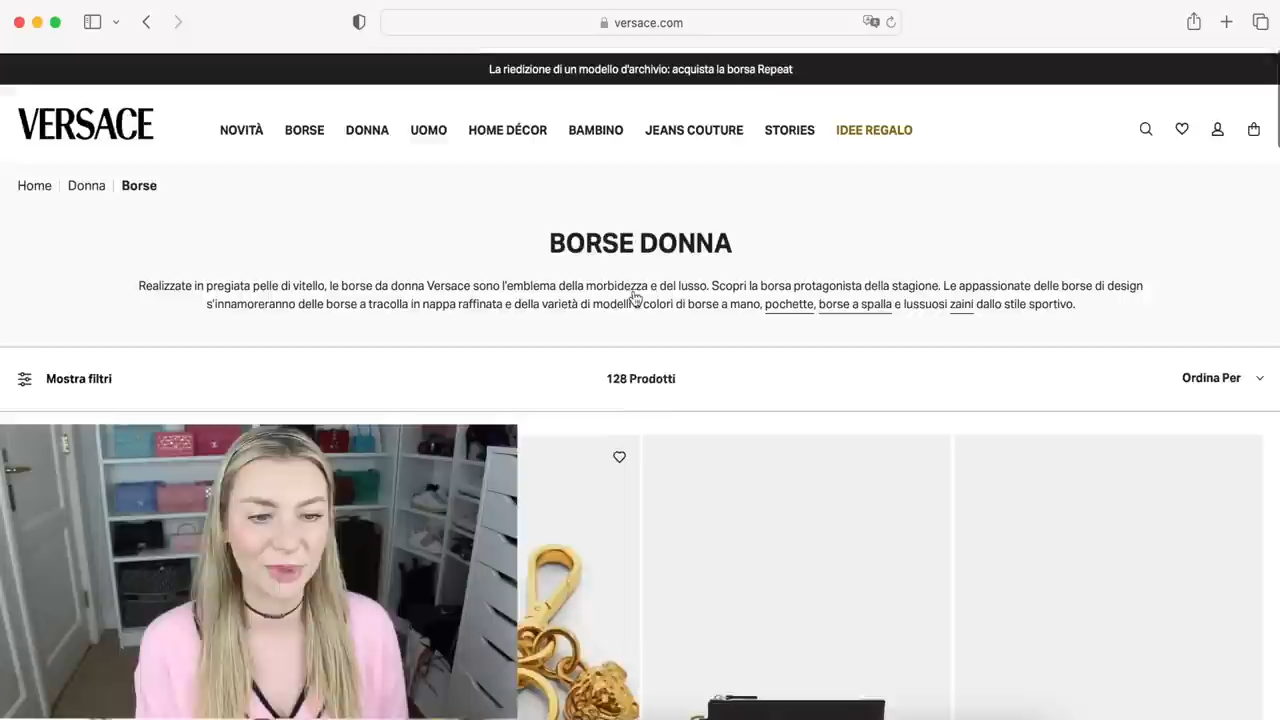 versace.com
La riedizione di un modello d'archivio: acquista la borsa Repeat
VERSACE
NOVITÀ BORSE DONNA UOMO HOME DÉCOR BAMBINO JEANS COUTURE STORIES IDEE REGALO
Home Donna Borse
BORSE DONNA
Realizzate in pregiata pelle di vitello, le borse da donna Versace sono l'emblema della morbidezza e del lusso. Scopri la borsa protagonista della stagione. Le appassionate delle borse di design
s'innamoreranno delle borse a tracolla in nappa raffinata e della varietà di modelli e colori di borse a mano, pochette, borse a spalla e lussuosi zaini dallo stile sportivo.
Mostra filtri 128 Prodotti Ordina Per